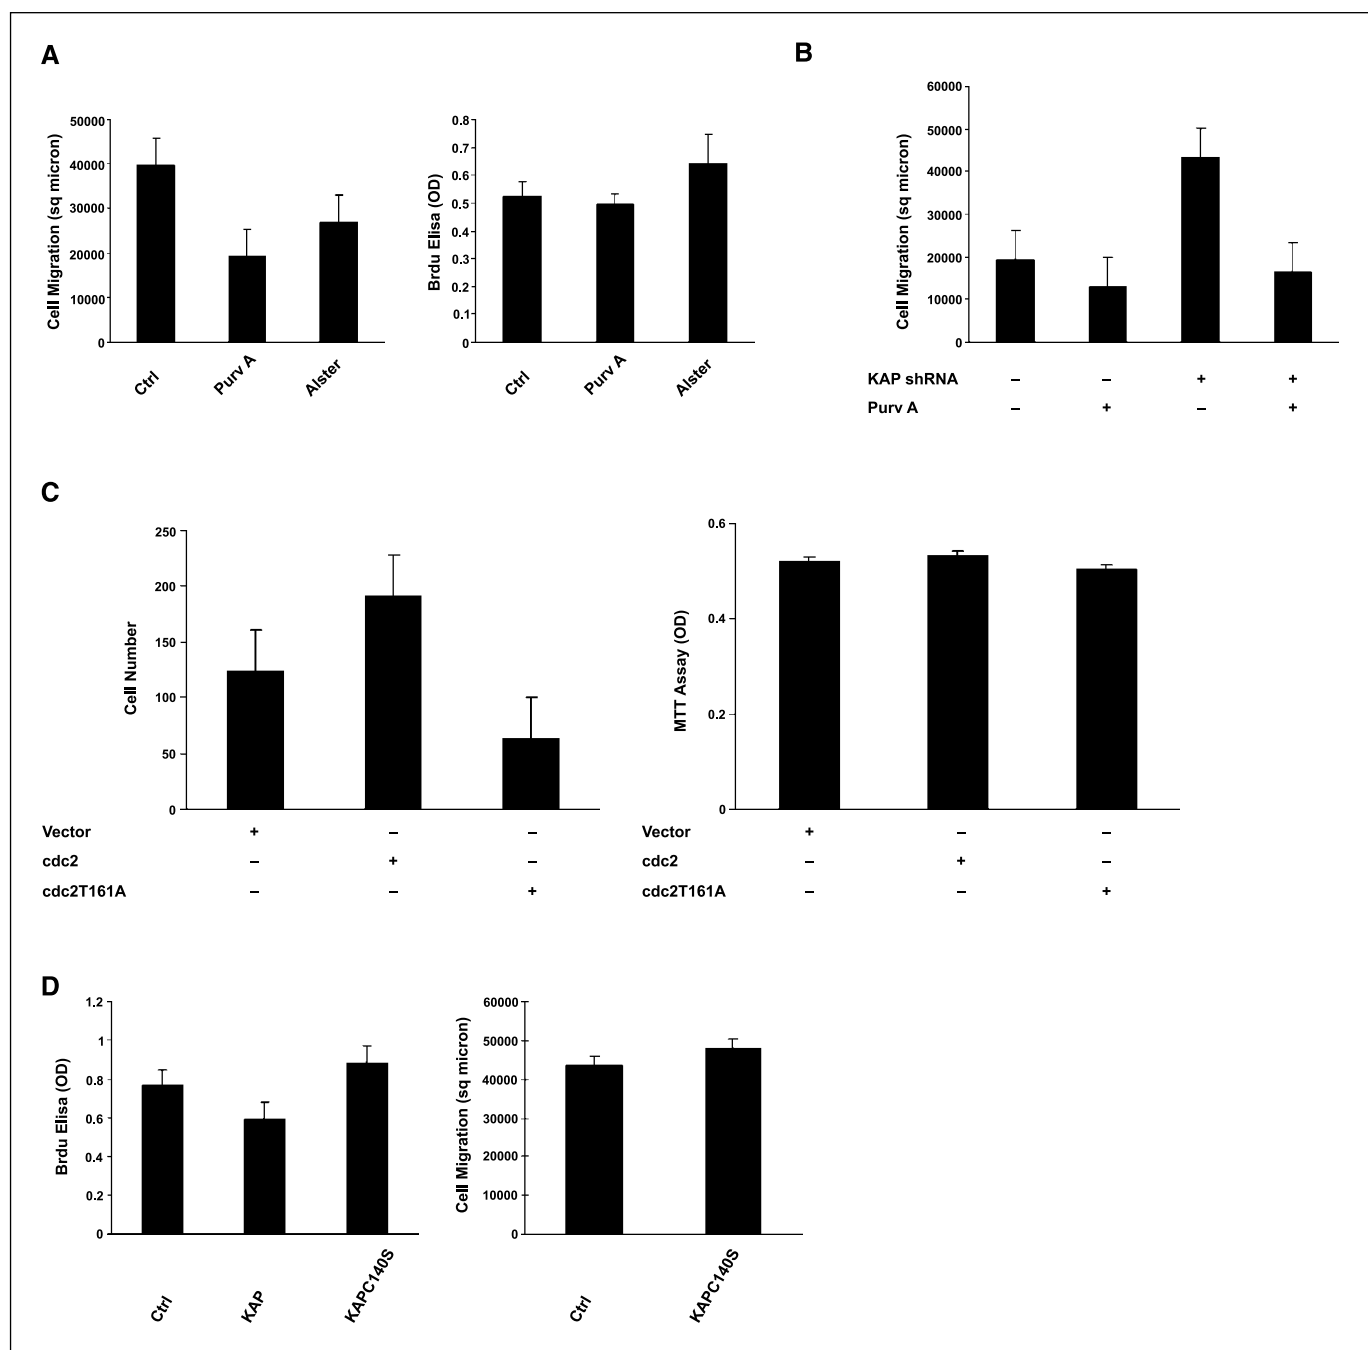 A
Cell Migration (sq micron)
50000
40000
30000
20000
10000
0
Ctrl
Purv A
Alster
Brdu Elisa (OD)
0.8
0.7
0.6
0.5
0.4
0.3
0.2
0.1
0
Ctrl
Purv A
Alster
B
Cell Migration (sq micron)
60000
50000
40000
30000
20000
10000
0
KAP shRNA – – + +
Purv A – + – +
C
Cell Number
250
200
150
100
50
0
Vector + – –
cdc2 – + –
cdc2T161A – – +
MTT Assay (OD)
0.6
0.4
0.2
0
Vector + – –
cdc2 – + –
cdc2T161A – – +
D
Brdu Elisa (OD)
1.2
1
0.8
0.6
0.4
0.2
0
Ctrl
KAP
KAPC140S
Cell Migration (sq micron)
60000
50000
40000
30000
20000
10000
0
Ctrl
KAPC140S